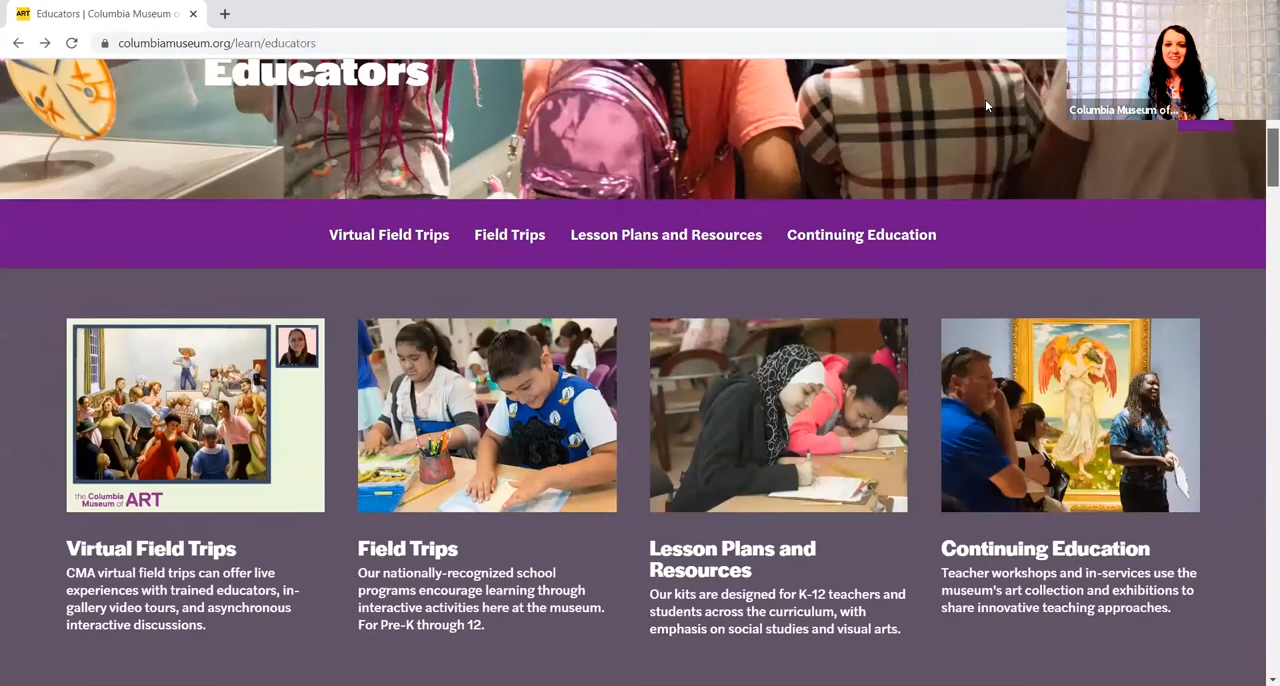 ART Educators | Columbia Museum o
columbiamuseum.org/learn/educators
Columbia Museum of...
Educators
Virtual Field Trips Field Trips Lesson Plans and Resources Continuing Education
the Columbia
Museum of ART
Virtual Field Trips
CMA virtual field trips can offer live
experiences with trained educators, in-
gallery video tours, and asynchronous
interactive discussions.
Field Trips
Our nationally-recognized school
programs encourage learning through
interactive activities here at the museum.
For Pre-K through 12.
Lesson Plans and
Resources
Our kits are designed for K-12 teachers and
students across the curriculum, with
emphasis on social studies and visual arts.
Continuing Education
Teacher workshops and in-services use the
museum's art collection and exhibitions to
share innovative teaching approaches.